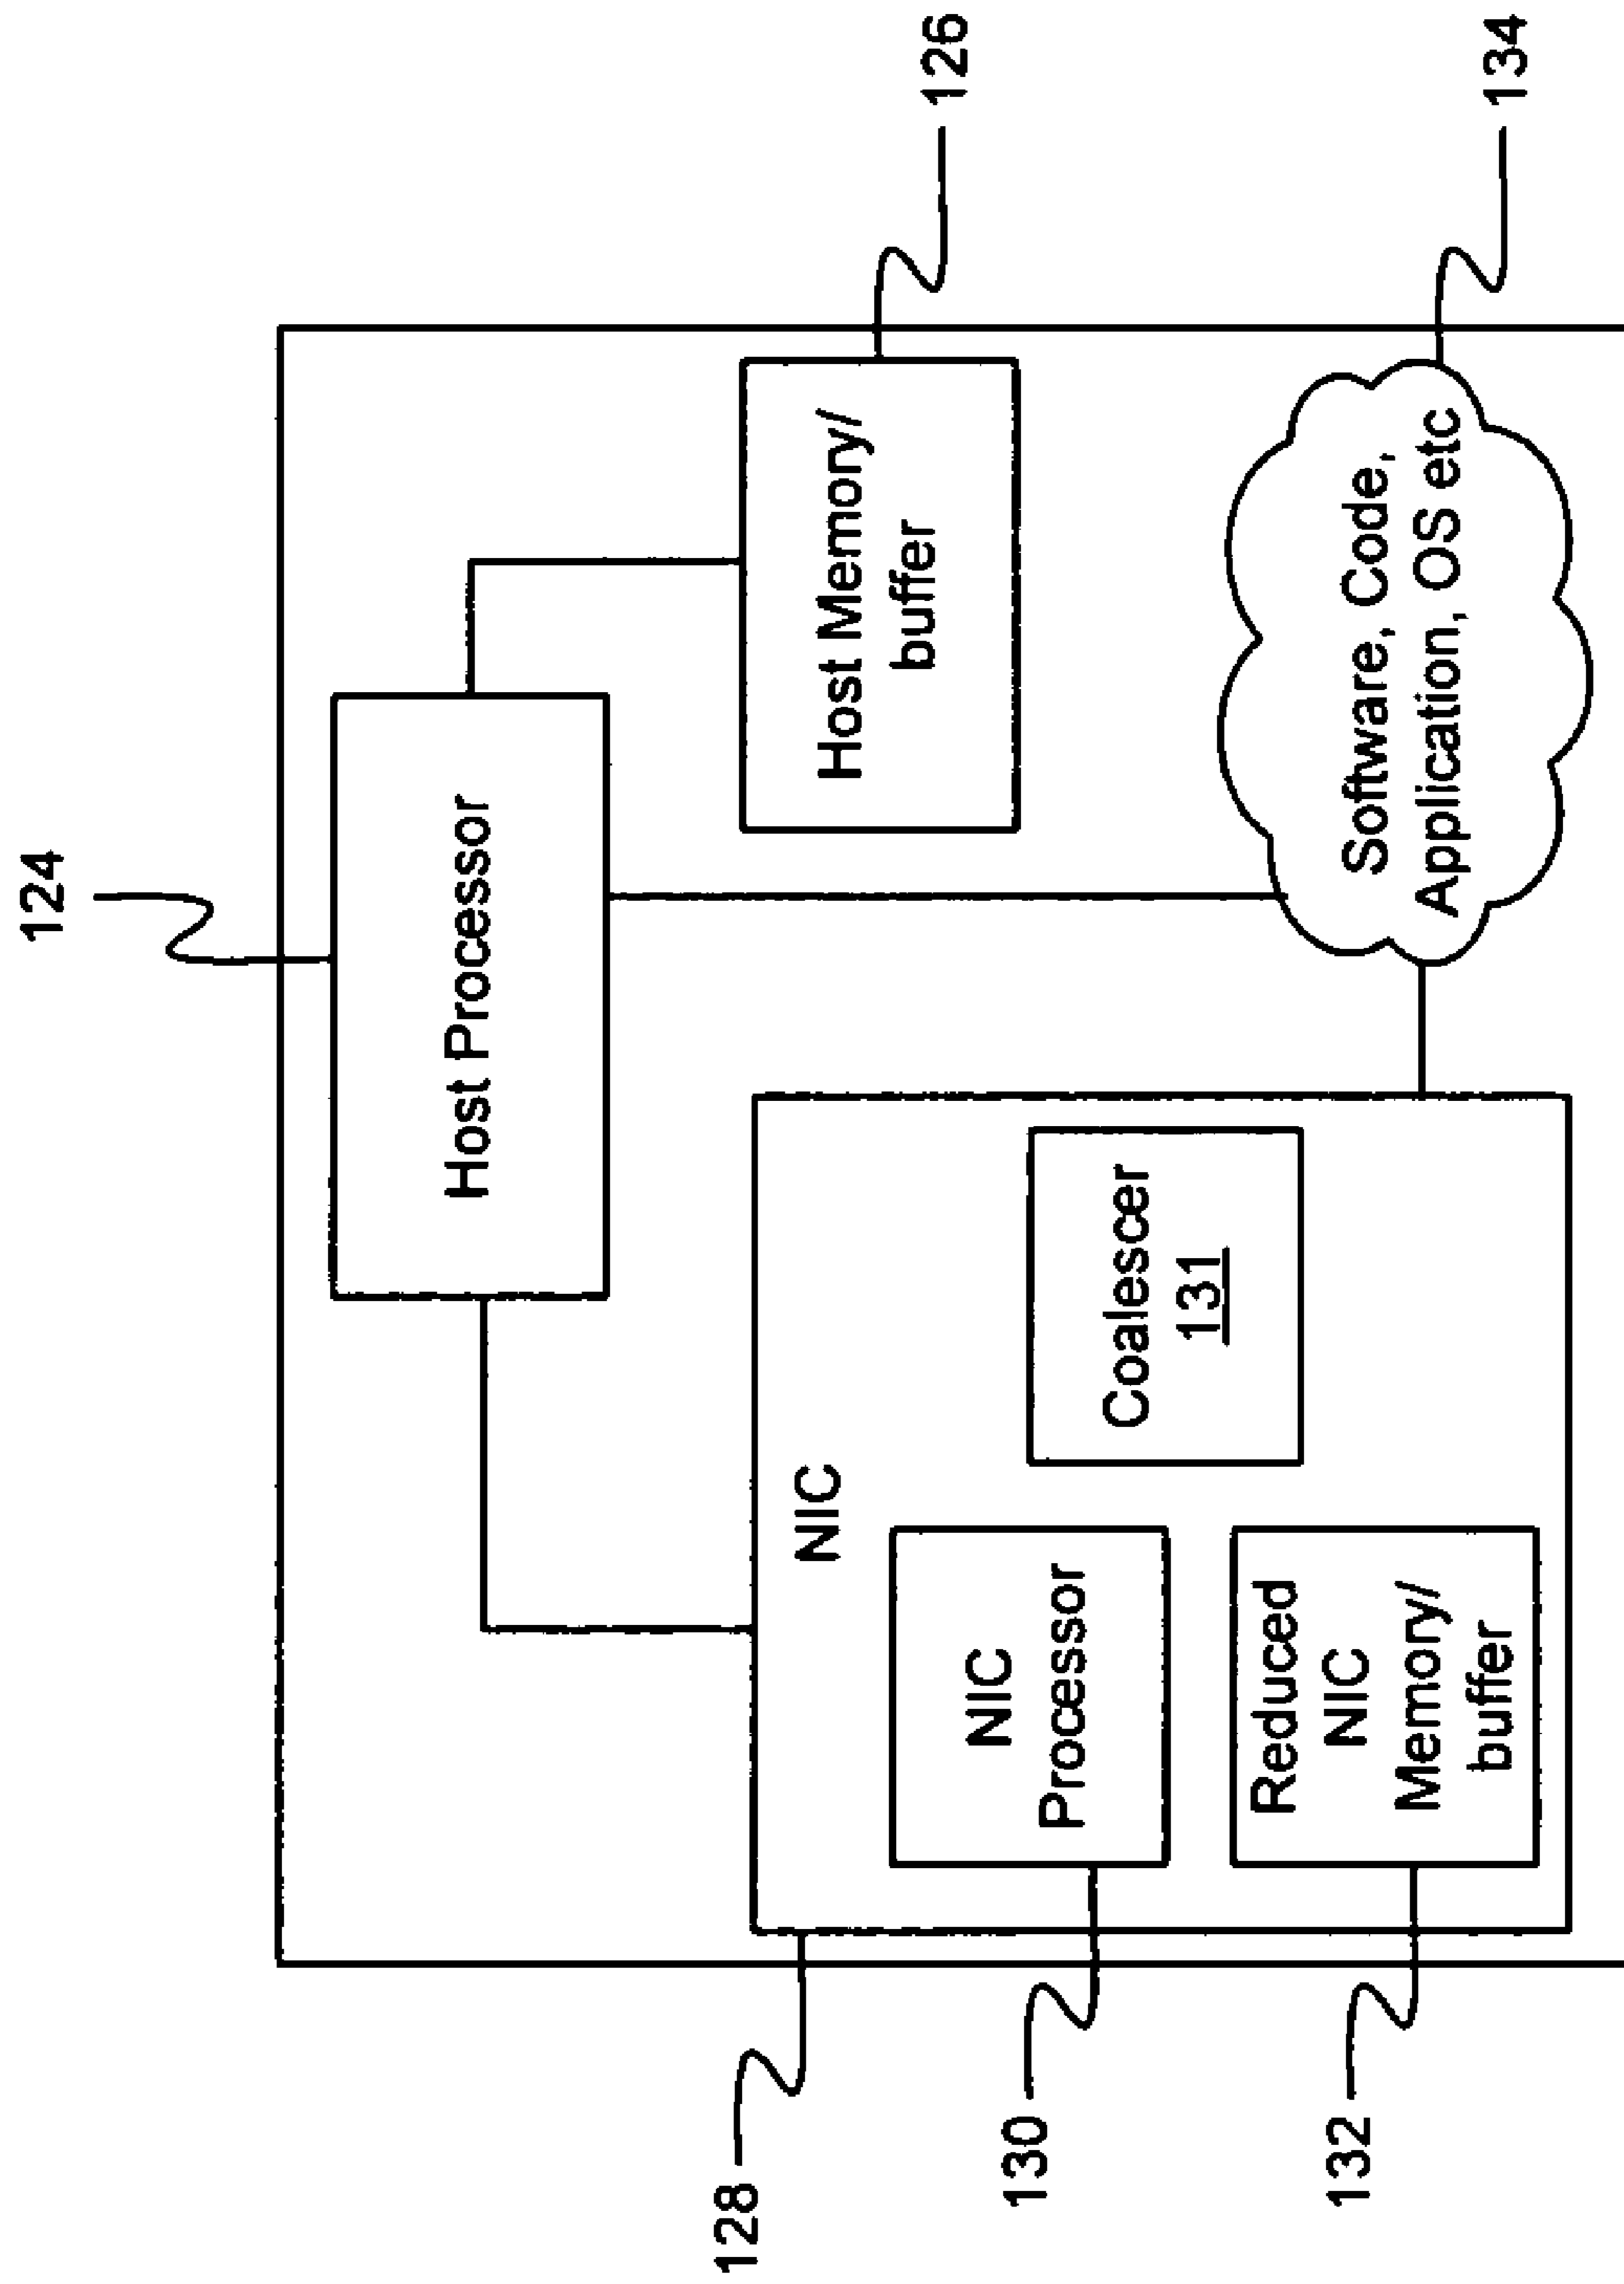 124
Host Processor
Host Memory/
buffer
126
NIC
128
NIC
Processor
130
Coalescer
131
Reduced
NIC
Memory/
buffer
132
Software, Code,
Application, OS etc
134